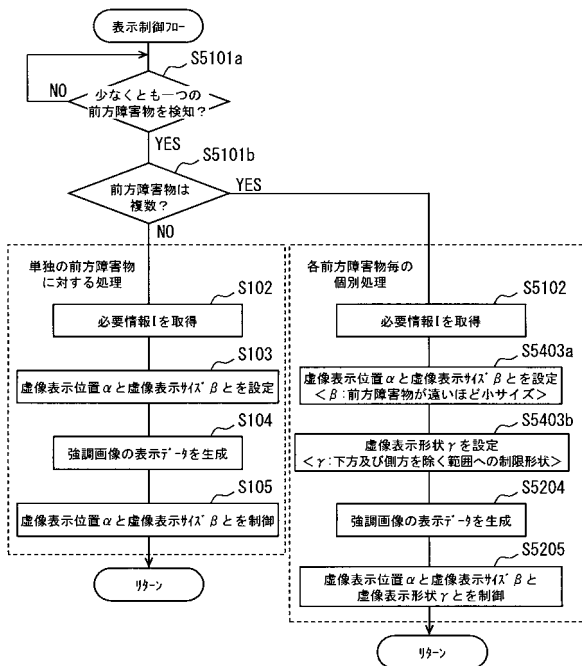 表示制御フロー
S5101a
NO
少なくとも一つの
前方障害物を検知?
YES
S5101b
前方障害物は
複数?
YES
NO
単独の前方障害物
に対する処理
S102
必要情報Iを取得
S103
虚像表示位置αと虚像表示サイズβとを設定
S104
強調画像の表示データを生成
S105
虚像表示位置αと虚像表示サイズβとを制御
リターン
各前方障害物毎の
個別処理
S5102
必要情報Iを取得
S5403a
虚像表示位置αと虚像表示サイズβとを設定
<β:前方障害物が遠いほど小サイズ>
S5403b
虚像表示形状γを設定
<γ:下方及び側方を除く範囲への制限形状>
S5204
強調画像の表示データを生成
S5205
虚像表示位置αと虚像表示サイズβと
虚像表示形状γとを制御
リターン